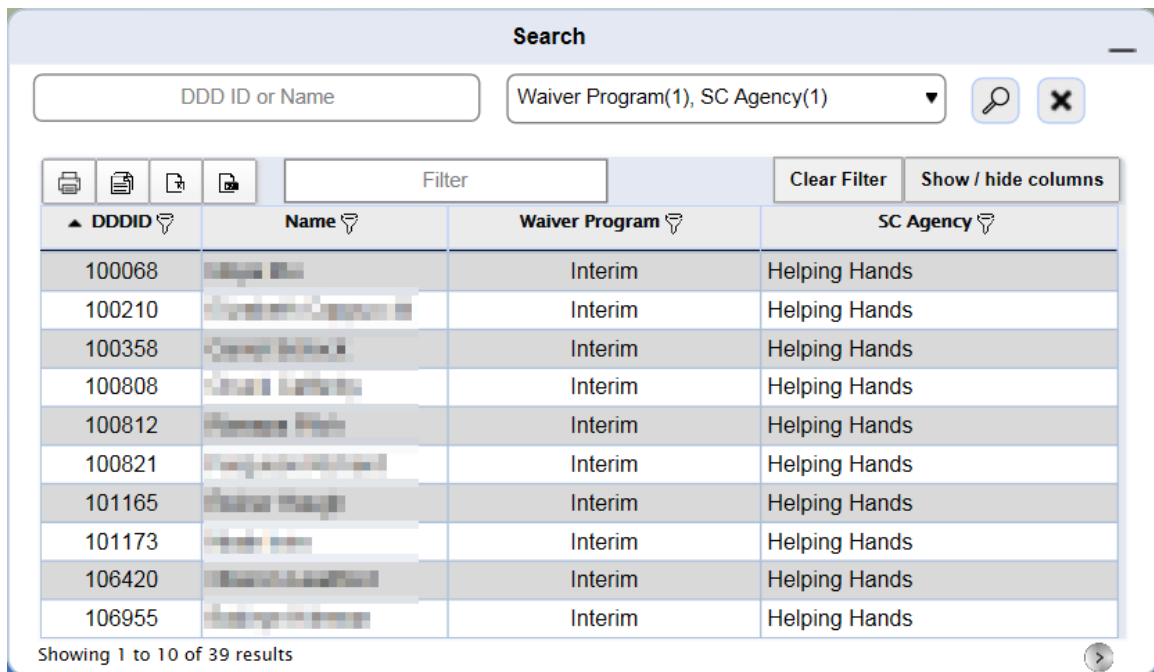 Search
DDD ID or Name Waiver Program(1), SC Agency(1)
Filter Clear Filter Show / hide columns
DDDID Name Waiver Program SC Agency
100068 Interim Helping Hands
100210 Interim Helping Hands
100358 Interim Helping Hands
100808 Interim Helping Hands
100812 Interim Helping Hands
100821 Interim Helping Hands
101165 Interim Helping Hands
101173 Interim Helping Hands
106420 Interim Helping Hands
106955 Interim Helping Hands
Showing 1 to 10 of 39 results